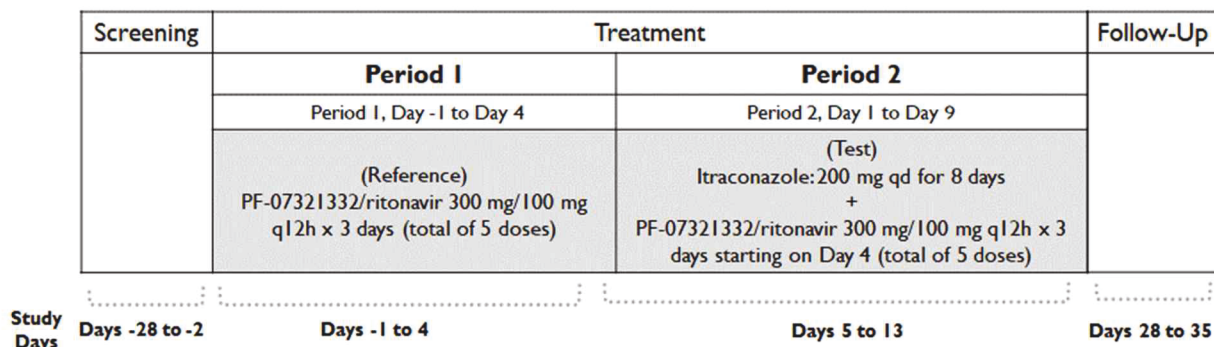 Screening Treatment Follow-Up
Period 1 Period 2
Period 1, Day -1 to Day 4 Period 2, Day 1 to Day 9
(Reference)
PF-07321332/ritonavir 300 mg/100 mg
q12h x 3 days (total of 5 doses)
(Test)
Itraconazole: 200 mg qd for 8 days
+
PF-07321332/ritonavir 300 mg/100 mg q12h x 3
days starting on Day 4 (total of 5 doses)
Study
Days
Days -28 to -2 Days -1 to 4 Days 5 to 13 Days 28 to 35